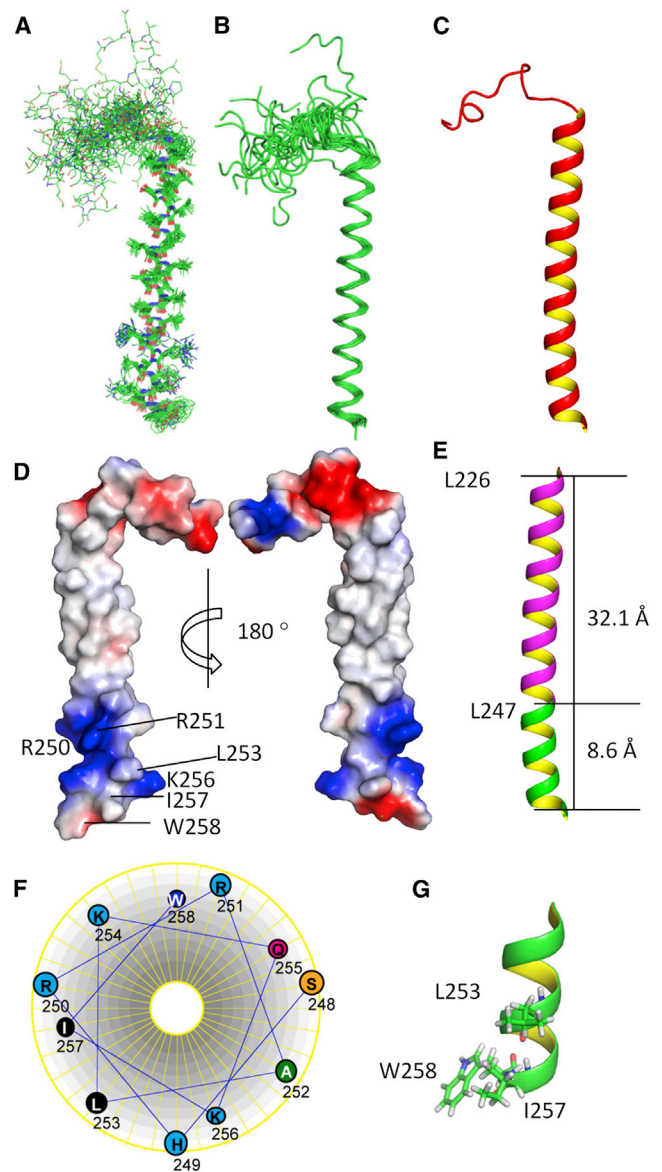 A
B
C
D
180 °
R251
R250
L253
K256
I257
W258
E
L226
32.1 Å
L247
8.6 Å
F
R
251
W
258
K
254
Q
255
S
248
R
250
I
257
A
252
L
253
K
256
H
249
G
L253
W258
I257